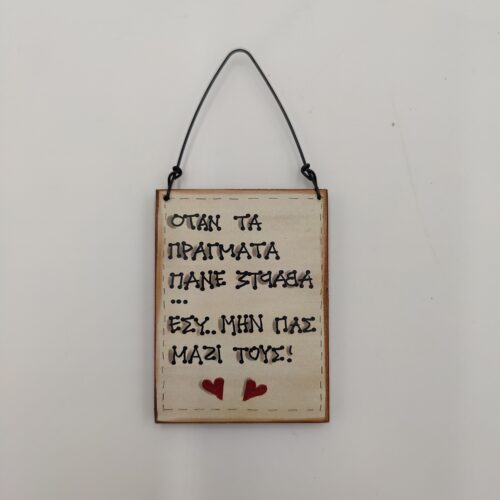 ΟΤΑΝ ΤΑ
ΠΡΑΓΜΑΤΑ
ΠΑΝΕ ΣΤΡΑΒΑ
...
ΕΣΥ.. ΜΗΝ ΠΑΣ
ΜΑΖΙ ΤΟΥΣ!